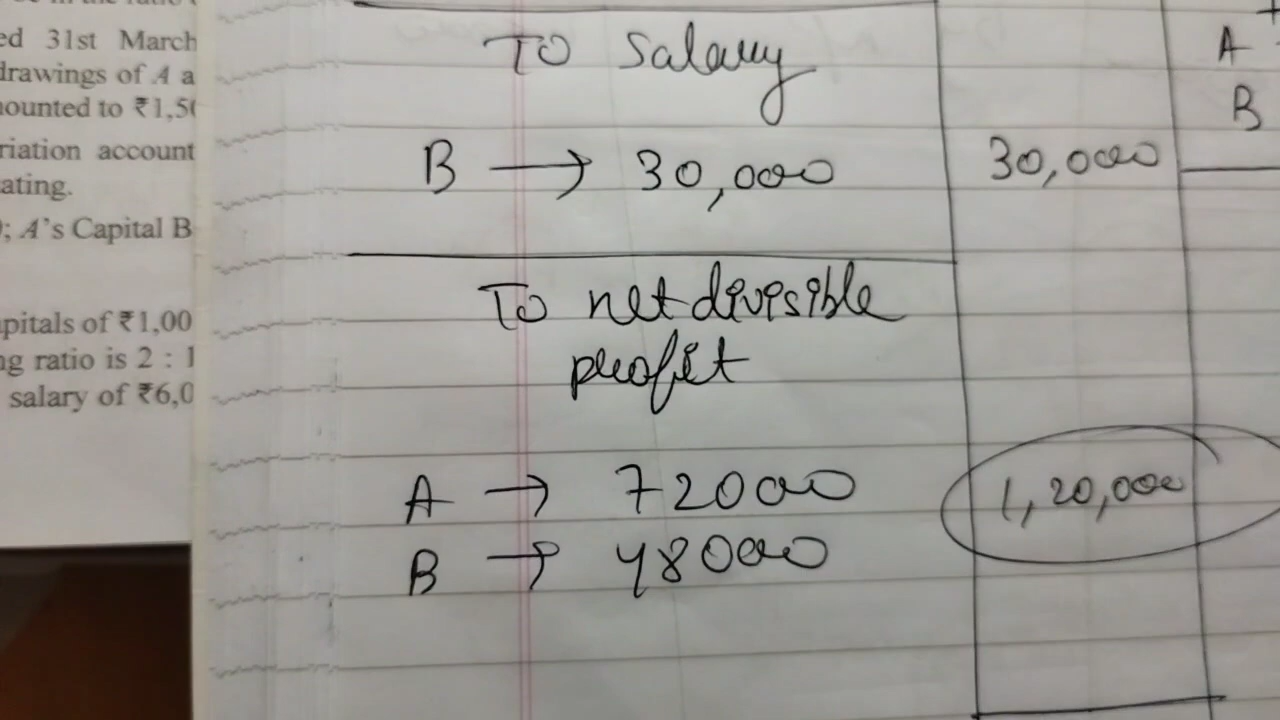 ed 31st March
drawings of A a
nounted to ₹1,5
riation account
ating.
; A's Capital B
pitals of ₹1,00
ng ratio is 2 : 1
salary of ₹6,0
To Salary
B → 30,000 30,000
To net divisible
profit
A → 72000 1,20,000
B → 48000
A
B